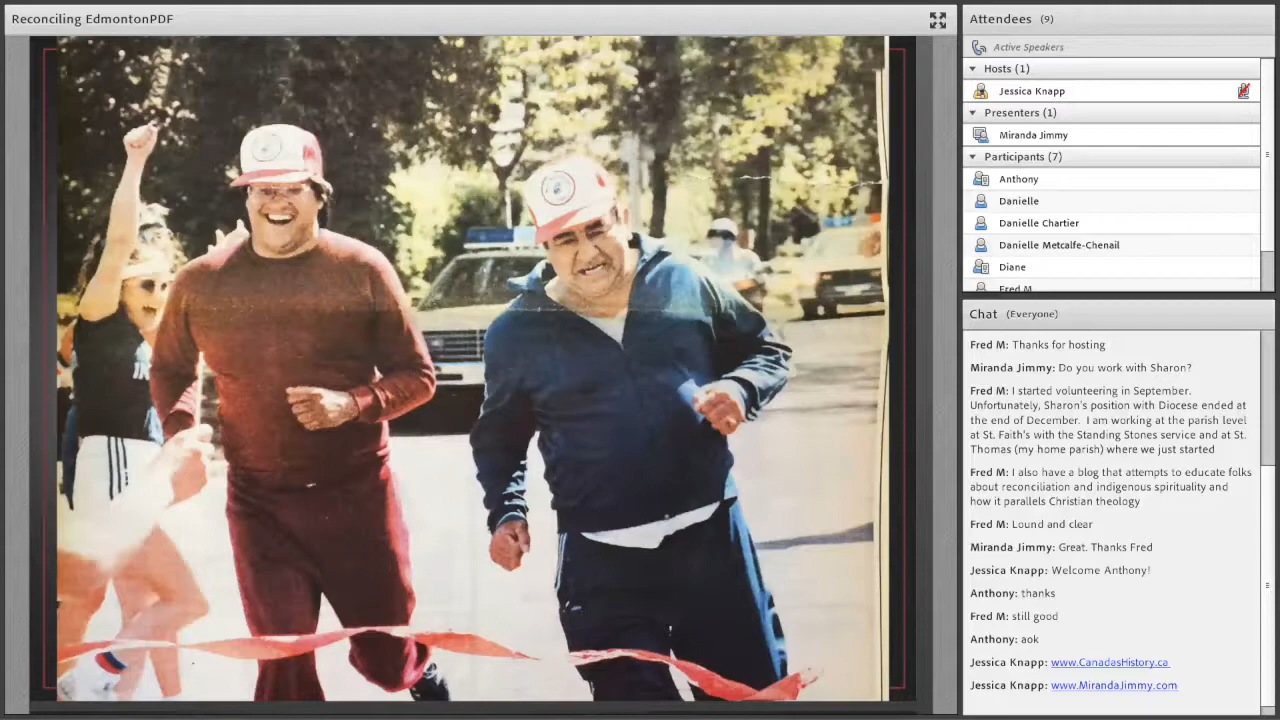 Reconciling EdmontonPDF
Attendees (9)
Active Speakers
Hosts (1)
Jessica Knapp
Presenters (1)
Miranda Jimmy
Participants (7)
Anthony
Danielle
Danielle Chartier
Danielle Metcalfe-Chenail
Diane
Fred M
Chat (Everyone)
Fred M: Thanks for hosting
Miranda Jimmy: Do you work with Sharon?
Fred M: I started volunteering in September.
Unfortunately, Sharon's position with Diocese ended at
the end of December. I am working at the parish level
at St. Faith's with the Standing Stones service and at St.
Thomas (my home parish) where we just started
Fred M: I also have a blog that attempts to educate folks
about reconciliation and indigenous spirituality and
how it parallels Christian theology
Fred M: Lound and clear
Miranda Jimmy: Great. Thanks Fred
Jessica Knapp: Welcome Anthony!
Anthony: thanks
Fred M: still good
Anthony: aok
Jessica Knapp: www.CanadasHistory.ca
Jessica Knapp: www.MirandaJimmy.com